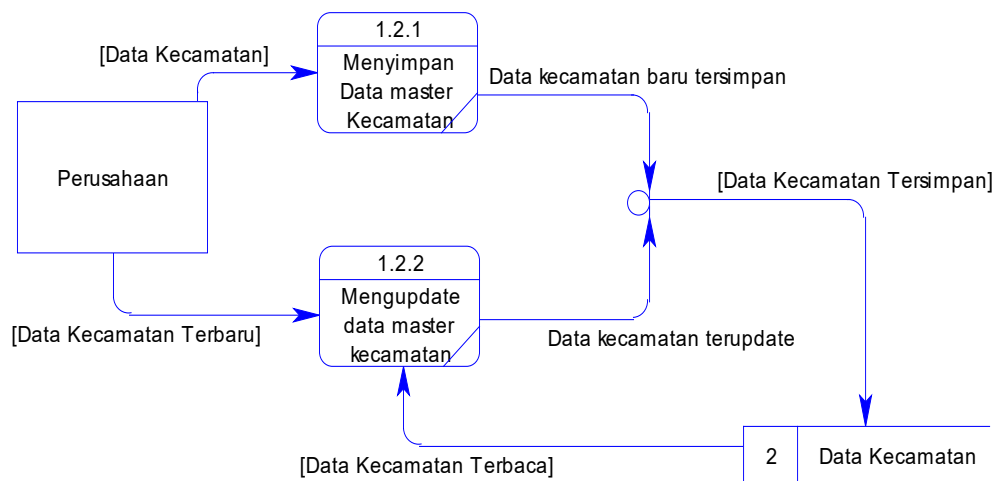 1.2.1
[Data Kecamatan]
Menyimpan
Data master
Kecamatan
Data kecamatan baru tersimpan
Perusahaan
[Data Kecamatan Tersimpan]
1.2.2
Mengupdate
data master
kecamatan
[Data Kecamatan Terbaru]
Data kecamatan terupdate
2
Data Kecamatan
[Data Kecamatan Terbaca]